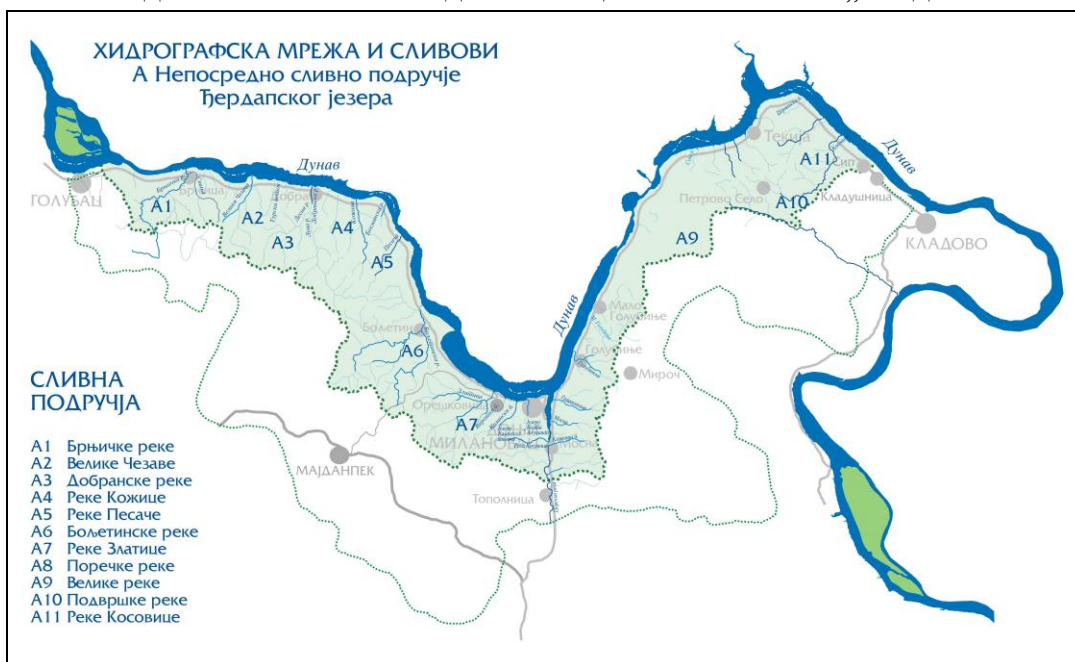 ХИДРОГРАФСКА МРЕЖА И СЛИВОВИ
А Непосредно сливно подручје
Ђердапског језера
Дунав
ГОЛУБАЦ
А1
А2
А3
А4
А5
А6
Бољетин
Орешковица
А7
МАЈДАНПЕК
Тополница
Дунав
Мало
Голубиње
Голубиње
Мироч
А9
Текија
Петрово Село
А10
А11
Сип
Кладушница
Дунав
КЛАДОВО
СЛИВНА
ПОДРУЧЈА
А1 Брњичке реке
А2 Велике Чезаве
А3 Добранске реке
А4 Реке Кожице
А5 Реке Песаче
А6 Бољетинске реке
А7 Реке Златице
А8 Поречке реке
А9 Велике реке
А10 Подвршке реке
А11 Реке Косовице